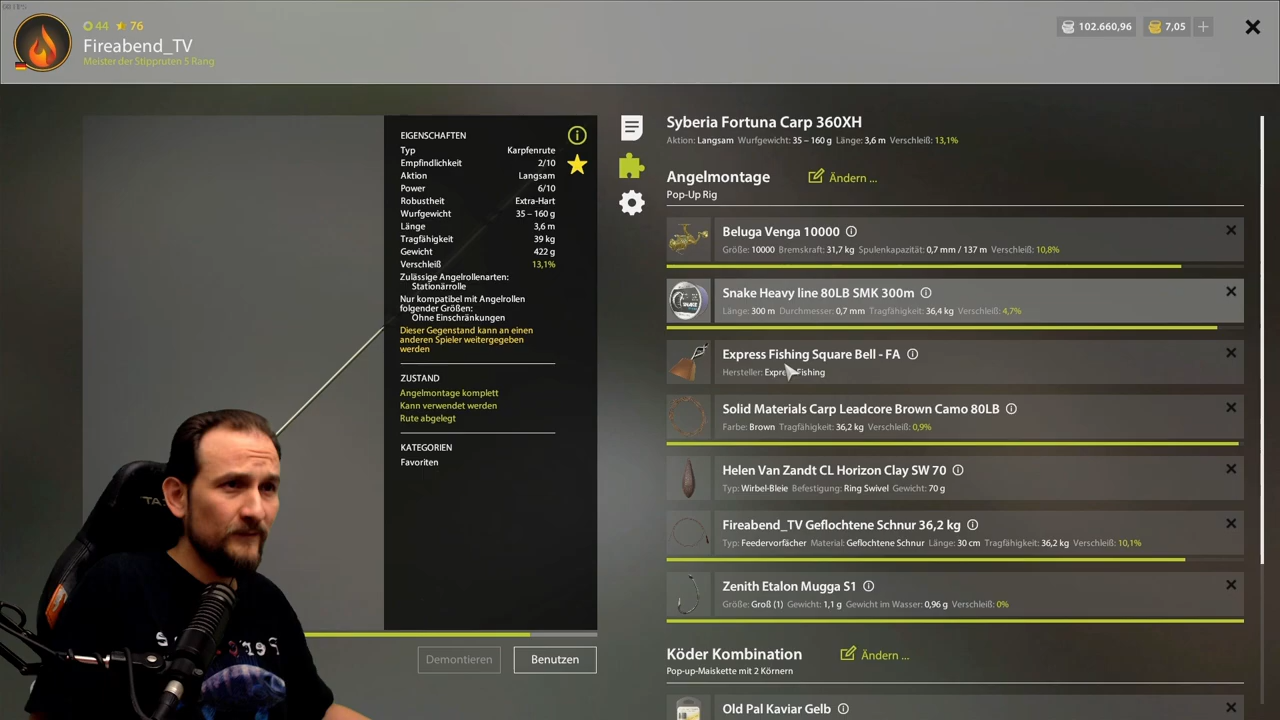 44 76
102.660,96
7,05
Fireabend_TV
Meister der Stippruten 5 Rang
EIGENSCHAFTEN
Typ Karpfenrute
Empfindlichkeit 2/10
Aktion Langsam
Power 6/10
Robustheit Extra-Hart
Wurfgewicht 35 – 160 g
Länge 3,6 m
Tragfähigkeit 39 kg
Gewicht 422 g
Verschleiß 13,1%
Zulässige Angelrollenarten:
Stationärrolle
Nur kompatibel mit Angelrollen
folgender Größen:
Ohne Einschränkungen
Dieser Gegenstand kann an einen
anderen Spieler weitergegeben
werden
ZUSTAND
Angelmontage komplett
Kann verwendet werden
Rute abgelegt
KATEGORIEN
Favoriten
Demontieren
Benutzen
Syberia Fortuna Carp 360XH
Aktion: Langsam Wurfgewicht: 35 – 160 g Länge: 3,6 m Verschleiß: 13,1%
Angelmontage Ändern ...
Pop-Up Rig
Beluga Venga 10000
Größe: 10000 Bremskraft: 31,7 kg Spulenkapazität: 0,7 mm / 137 m Verschleiß: 10,8%
Snake Heavy line 80LB SMK 300m
Länge: 300 m Durchmesser: 0,7 mm Tragfähigkeit: 36,4 kg Verschleiß: 4,7%
Express Fishing Square Bell - FA
Hersteller: Express Fishing
Solid Materials Carp Leadcore Brown Camo 80LB
Farbe: Brown Tragfähigkeit: 36,2 kg Verschleiß: 0,9%
Helen Van Zandt CL Horizon Clay SW 70
Typ: Wirbel-Bleie Befestigung: Ring Swivel Gewicht: 70 g
Fireabend_TV Geflochtene Schnur 36,2 kg
Typ: Feedervorfächer Material: Geflochtene Schnur Länge: 30 cm Tragfähigkeit: 36,2 kg Verschleiß: 10,1%
Zenith Etalon Mugga S1
Größe: Groß (1) Gewicht: 1,1 g Gewicht im Wasser: 0,96 g Verschleiß: 0%
Köder Kombination Ändern ...
Pop-up-Maiskette mit 2 Körnern
Old Pal Kaviar Gelb